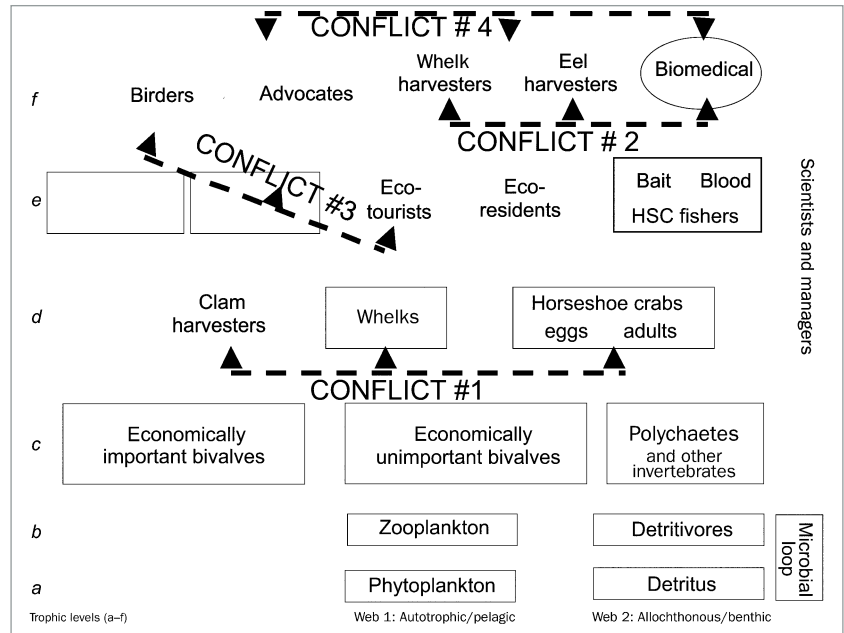 CONFLICT # 4
f
Birders
Advocates
Whelk
harvesters
Eel
harvesters
Biomedical
CONFLICT # 2
CONFLICT #3
e
Eco-
tourists
Eco-
residents
Bait Blood
HSC fishers
Scientists and managers
d
Clam
harvesters
Whelks
Horseshoe crabs
eggs adults
CONFLICT #1
c
Economically
important bivalves
Economically
unimportant bivalves
Polychaetes
and other
invertebrates
b
Zooplankton
Detritivores
Microbial
loop
a
Phytoplankton
Detritus
Trophic levels (a–f)
Web 1: Autotrophic/pelagic
Web 2: Allochthonous/benthic